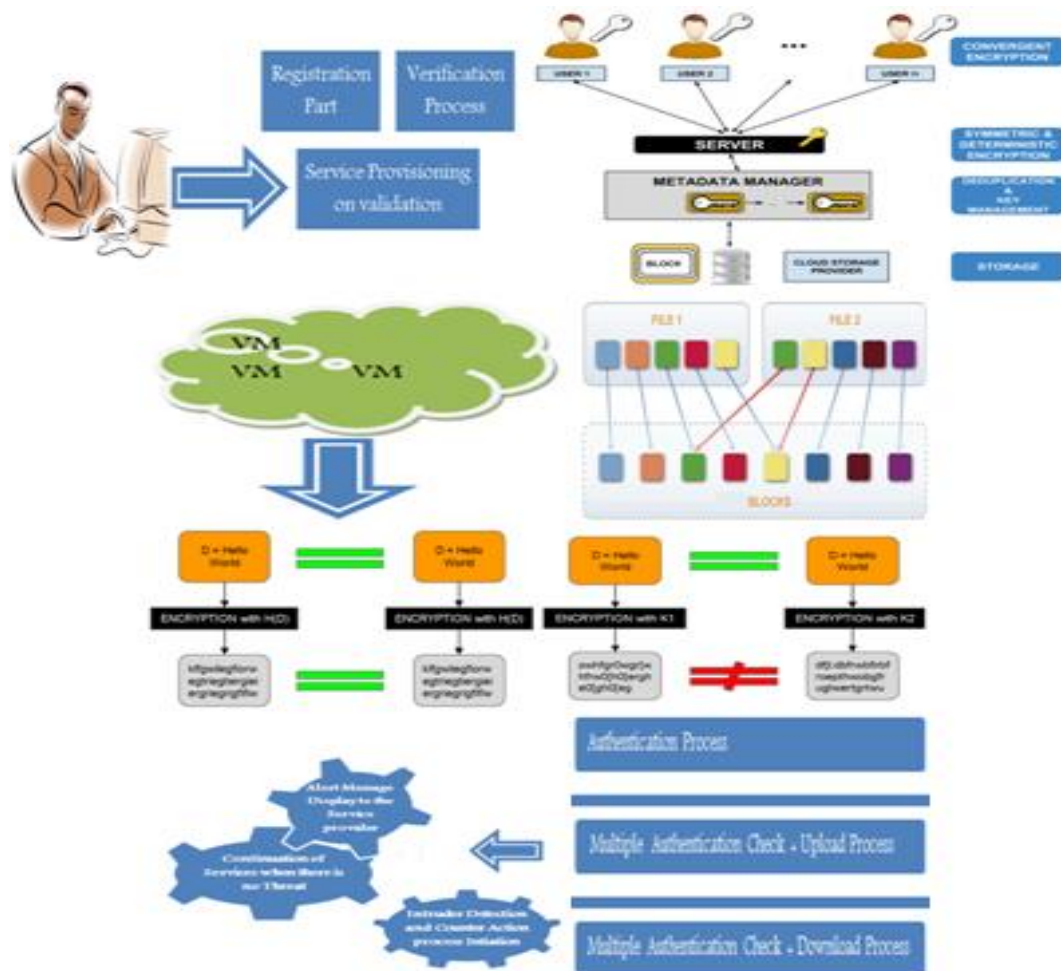 Registration
Part
Verification
Process
Service Provisioning
on validation
USER 1
USER 2
...
USER n
CONVERGENT
ENCRYPTION
SERVER
SYMMETRIC &
DETERMINISTIC
ENCRYPTION
METADATA MANAGER
DEDUPLICATION
&
KEY
MANAGEMENT
BLOCK
CLOUD STORAGE
PROVIDER
STORAGE
VM
VM
VM
FILE 1
FILE 2
BLOCKS
D = Hello
World
D = Hello
World
D = Hello
World
D = Hello
World
ENCRYPTION with H(D)
ENCRYPTION with H(D)
ENCRYPTION with K1
ENCRYPTION with K2
Authentication Process
Alert Message
Display to the
Service
provider
Continuation of
Services when there is
no Threat
Multiple Authentication Check + Upload Process
Intruder Detection
and Counter Action
process Initiation
Multiple Authentication Check + Download Process